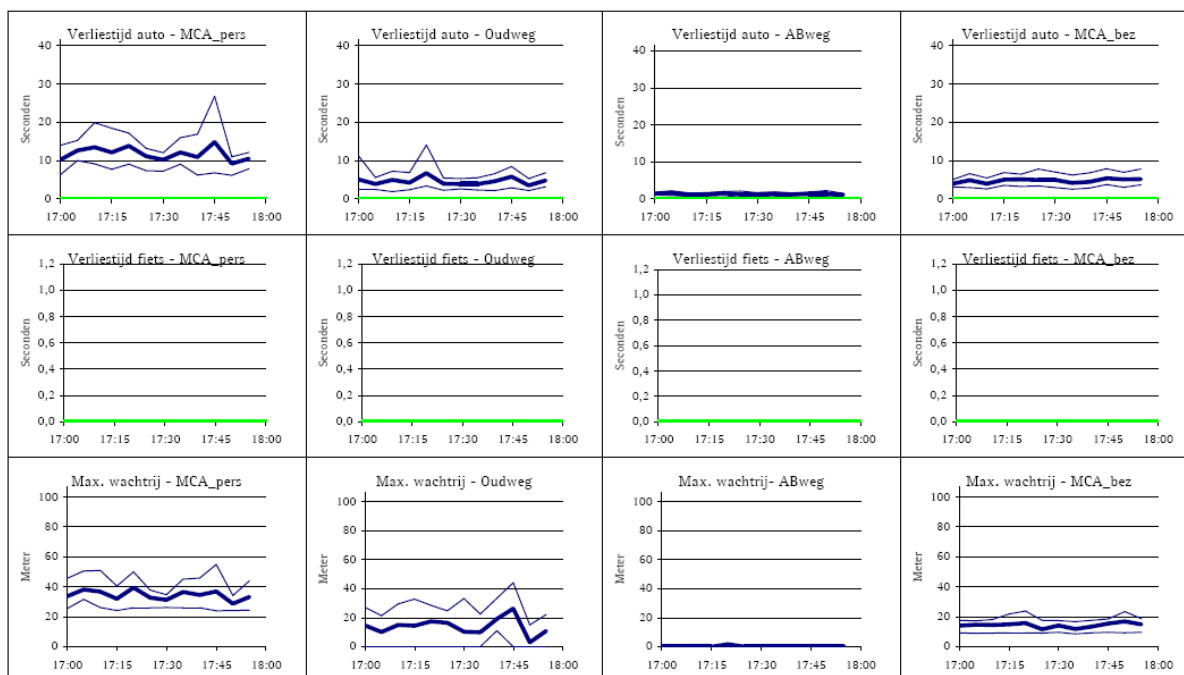 Verliestijd auto - MCA_pers
40
30
20
10
0
Seconden
17:00 17:15 17:30 17:45 18:00
Verliestijd auto - Oudweg
40
30
20
10
0
Seconden
17:00 17:15 17:30 17:45 18:00
Verliestijd auto - ABweg
40
30
20
10
0
Seconden
17:00 17:15 17:30 17:45 18:00
Verliestijd auto - MCA_bez
40
30
20
10
0
Seconden
17:00 17:15 17:30 17:45 18:00
Verliestijd fiets - MCA_pers
1,2
1,0
0,8
0,6
0,4
0,2
0,0
Seconden
17:00 17:15 17:30 17:45 18:00
Verliestijd fiets - Oudweg
1,2
1,0
0,8
0,6
0,4
0,2
0,0
Seconden
17:00 17:15 17:30 17:45 18:00
Verliestijd fiets - ABweg
1,2
1,0
0,8
0,6
0,4
0,2
0,0
Seconden
17:00 17:15 17:30 17:45 18:00
Verliestijd fiets - MCA_bez
1,2
1,0
0,8
0,6
0,4
0,2
0,0
Seconden
17:00 17:15 17:30 17:45 18:00
Max. wachtrij - MCA_pers
100
80
60
40
20
0
Meter
17:00 17:15 17:30 17:45 18:00
Max. wachtrij - Oudweg
100
80
60
40
20
0
Meter
17:00 17:15 17:30 17:45 18:00
Max. wachtrij- ABweg
100
80
60
40
20
0
Meter
17:00 17:15 17:30 17:45 18:00
Max. wachtrij - MCA_bez
100
80
60
40
20
0
Meter
17:00 17:15 17:30 17:45 18:00